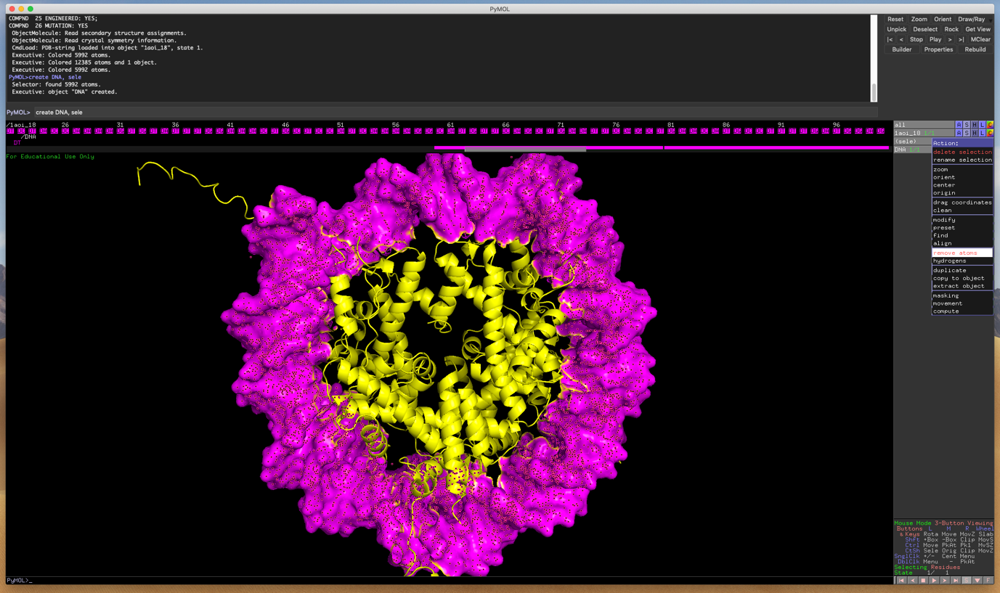 PyMOL
COMPND  25 ENGINEERED: YES;
COMPND  26 MUTATION: YES
ObjectMolecule: Read secondary structure assignments.
ObjectMolecule: Read crystal symmetry information.
CmdLoad: PDB-string loaded into object "1aoi_18", state 1.
Executive: Colored 5992 atoms.
Executive: Colored 12385 atoms and 1 object.
Executive: Colored 5992 atoms.
PyMOL>create DNA, sele
Selector: found 5992 atoms.
Executive: object "DNA" created.
PyMOL> create DNA, sele
Reset Zoom Orient Draw/Ray
Unpick Deselect Rock Get View
|< < Stop Play > >| MClear
Builder Properties Rebuild
/1aoi_18 26 31 36 41 46 51 56 61 66 71 76 81 86 91 96
/DNA
DT
For Educational Use Only
all A S H L C
1aoi_18 1/1 A S H L C
(sele)
DNA 1/1
Action:
delete selection
rename selection
zoom
orient
center
origin
drag coordinates
clean
modify
preset
find
align
remove atoms
hydrogens
duplicate
copy to object
extract object
masking
movement
compute
Mouse Mode 3-Button Viewing
Buttons L M R Wheel
& Keys Rota Move MovZ Slab
Shft +Box -Box Clip MovS
Ctrl Move PkAt Pk1 MvSZ
CtSh Sele Orig Clip MovZ
SnglClk +/- Cent Menu
DblClk Menu - PkAt
Selecting Residues
State 1/ 1
S F
PyMOL>_